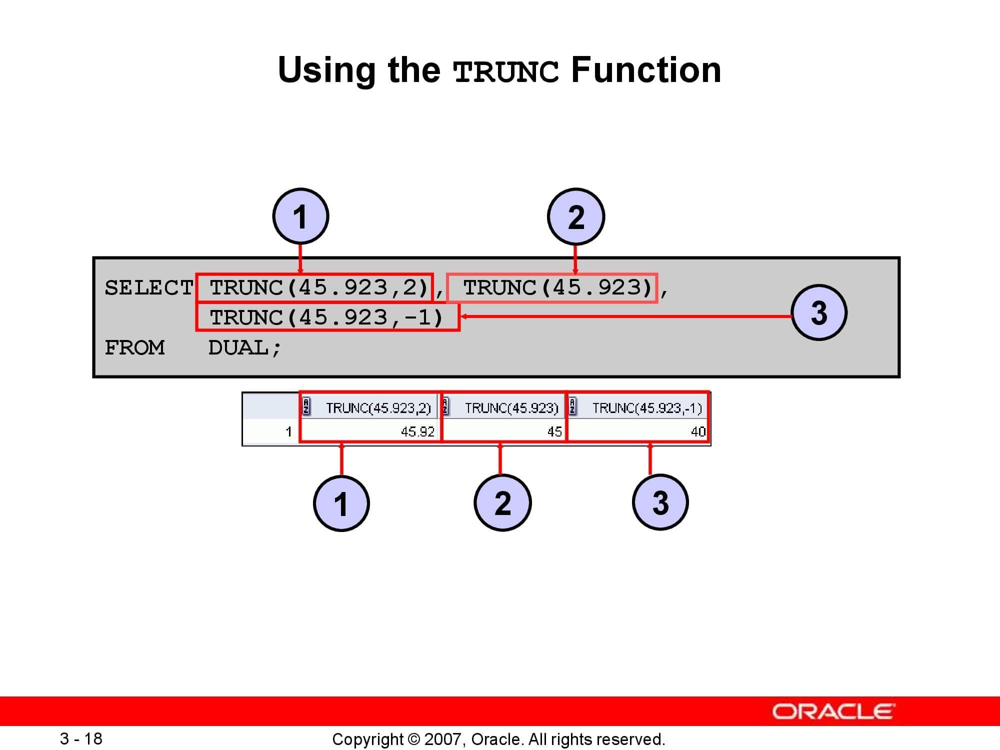 Using the TRUNC Function
1 2
SELECT TRUNC(45.923,2), TRUNC(45.923),
TRUNC(45.923,-1)
3
FROM DUAL;
A Z TRUNC(45.923,2) A Z TRUNC(45.923) A Z TRUNC(45.923,-1)
1 45.92 45 40
1 2 3
ORACLE
3 - 18 Copyright © 2007, Oracle. All rights reserved.